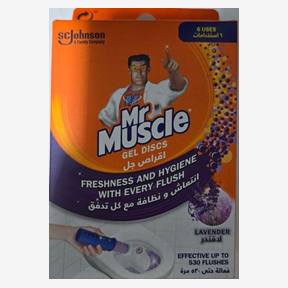 SC Johnson
A Family Company
6 USES
٦ استخدامات
Mr
Muscle
GEL DISCS
اقراص جل
FRESHNESS AND HYGIENE
WITH EVERY FLUSH
انتعاش و نظافة مع كل تدفق
LAVENDER
لافندر
EFFECTIVE UP TO
530 FLUSHES
فعالة حتى ٥٣٠ مرة